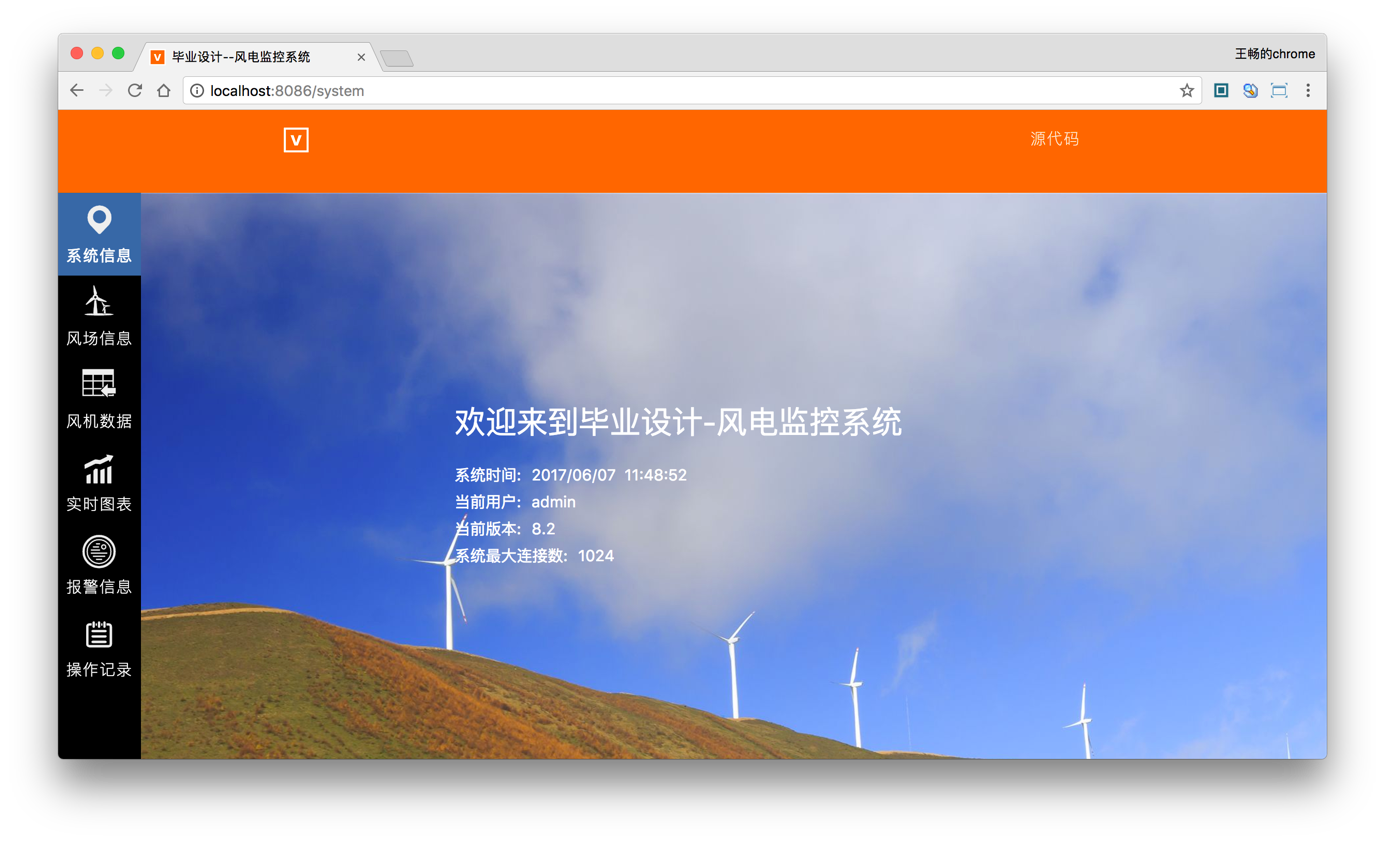 毕业设计--风电监控系统
王畅的chrome
localhost:8086/system
V
源代码
系统信息
风场信息
风机数据
实时图表
报警信息
操作记录
欢迎来到毕业设计-风电监控系统
系统时间: 2017/06/07 11:48:52
当前用户: admin
当前版本: 8.2
系统最大连接数: 1024